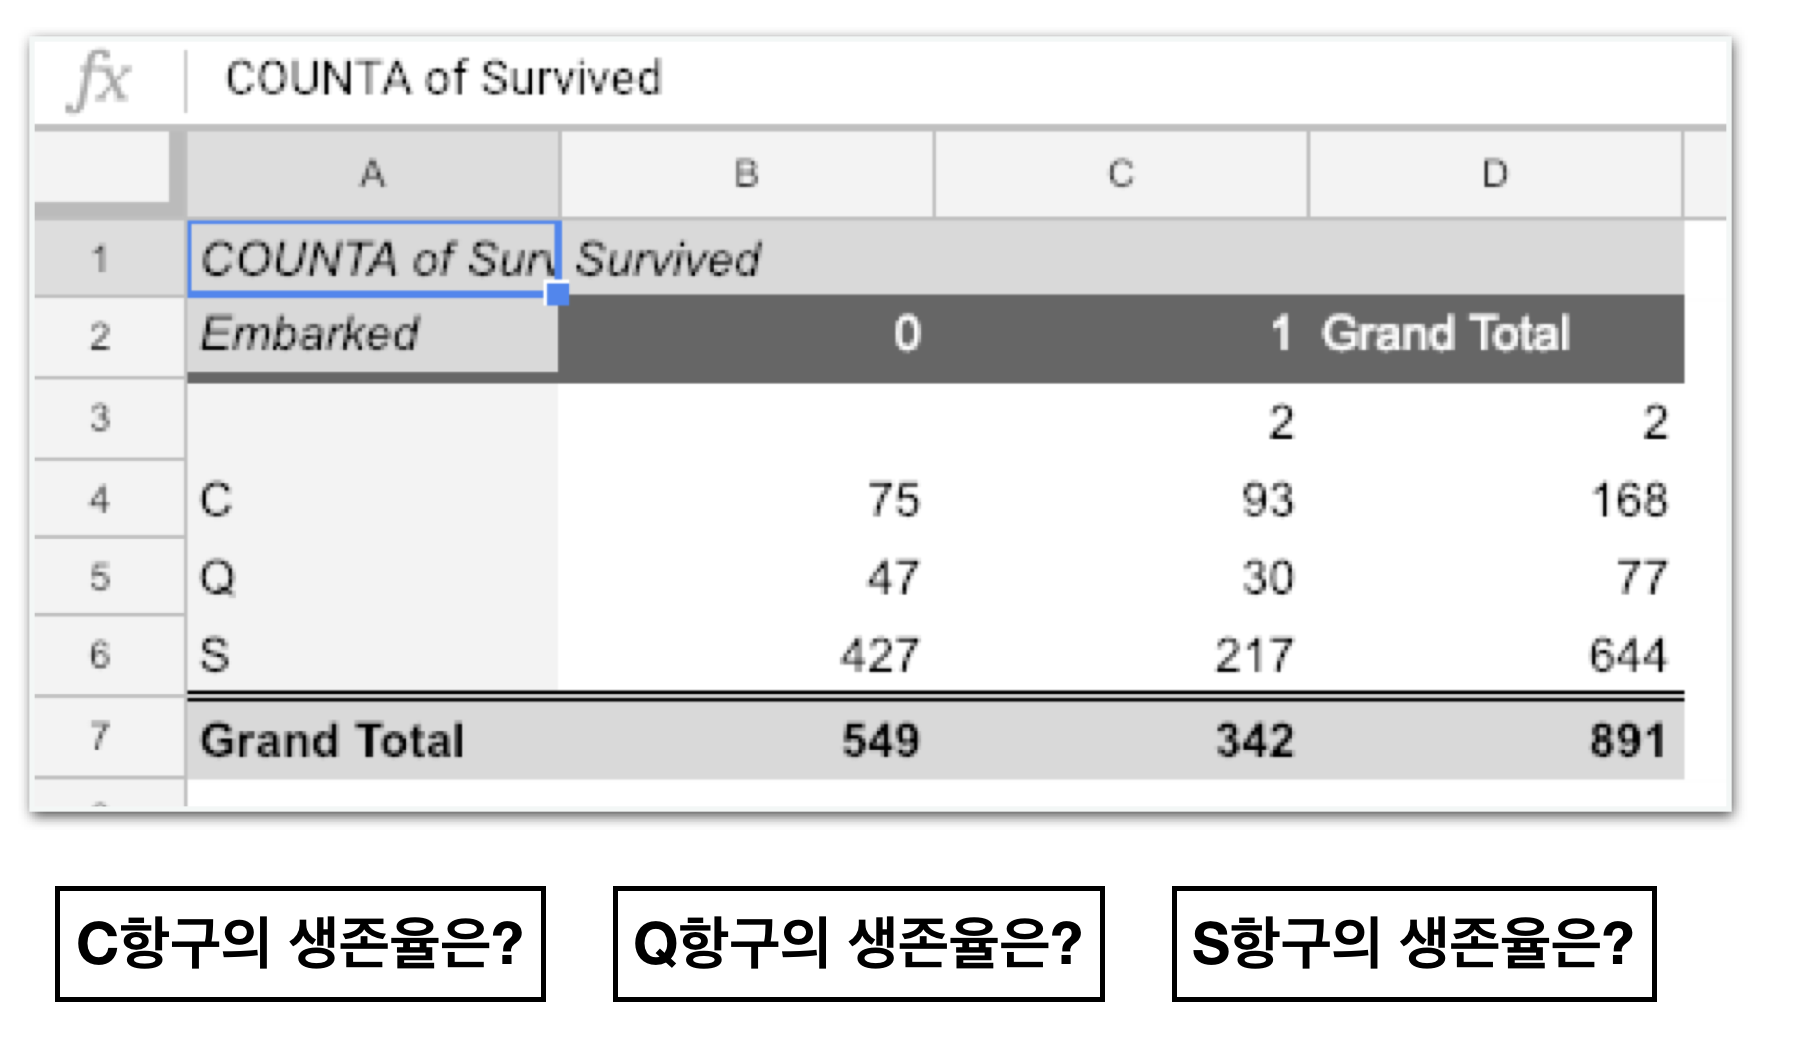 fx COUNTA of Survived
A B C D
1 COUNTA of Surv Survived
2 Embarked 0 1 Grand Total
3 2 2
4 C 75 93 168
5 Q 47 30 77
6 S 427 217 644
7 Grand Total 549 342 891
C항구의 생존율은? Q항구의 생존율은? S항구의 생존율은?